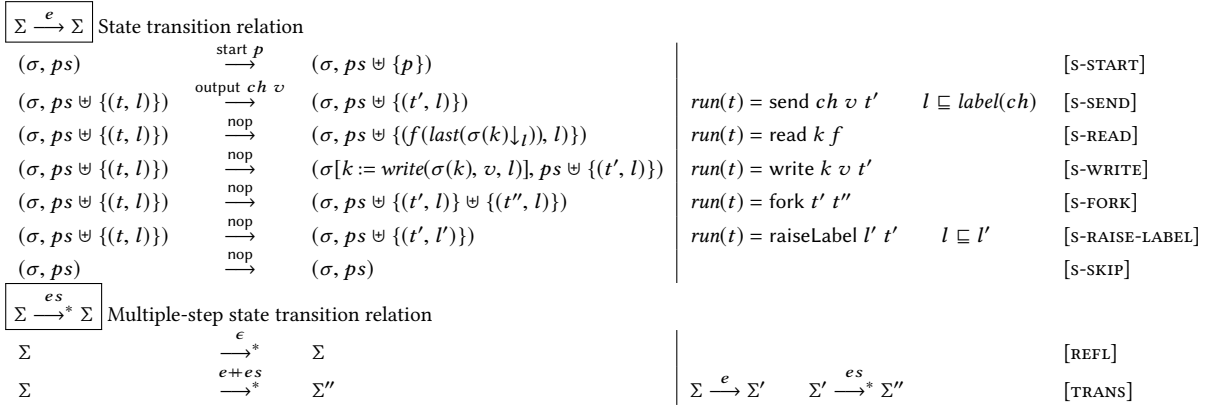 Σ —e→ Σ State transition relation
(σ, ps) —start p→ (σ, ps ⊎ {p}) [S-START]
(σ, ps ⊎ {(t, l)}) —output ch v→ (σ, ps ⊎ {(t′, l)}) run(t) = send ch v t′ l ⊑ label(ch) [S-SEND]
(σ, ps ⊎ {(t, l)}) —nop→ (σ, ps ⊎ {(f(last(σ(k)↓l)), l)}) run(t) = read k f [S-READ]
(σ, ps ⊎ {(t, l)}) —nop→ (σ[k := write(σ(k), v, l)], ps ⊎ {(t′, l)}) run(t) = write k v t′ [S-WRITE]
(σ, ps ⊎ {(t, l)}) —nop→ (σ, ps ⊎ {(t′, l)} ⊎ {(t″, l)}) run(t) = fork t′ t″ [S-FORK]
(σ, ps ⊎ {(t, l)}) —nop→ (σ, ps ⊎ {(t′, l′)}) run(t) = raiseLabel l′ t′ l ⊑ l′ [S-RAISE-LABEL]
(σ, ps) —nop→ (σ, ps) [S-SKIP]
Σ —es→* Σ Multiple-step state transition relation
Σ —ϵ→* Σ [REFL]
Σ —e++es→* Σ″ Σ —e→ Σ′ Σ′ —es→* Σ″ [TRANS]